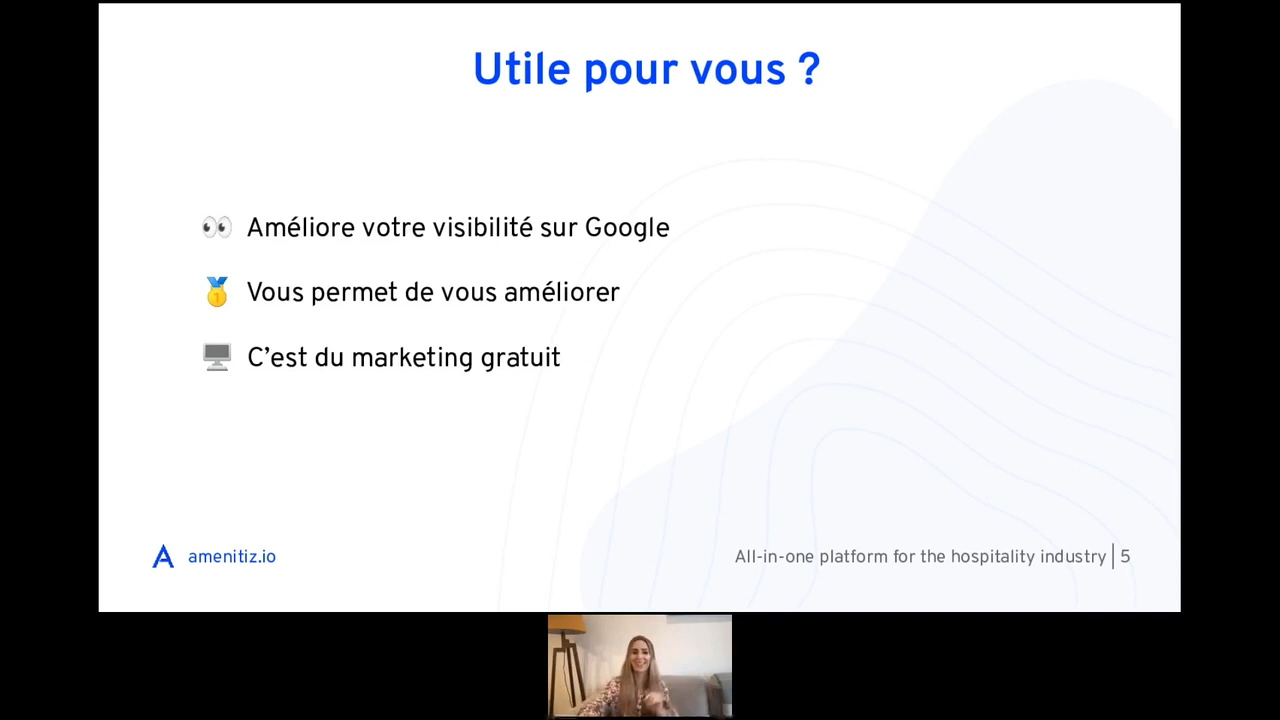 Utile pour vous ?
Améliore votre visibilité sur Google
Vous permet de vous améliorer
C’est du marketing gratuit
amenitiz.io
All-in-one platform for the hospitality industry | 5